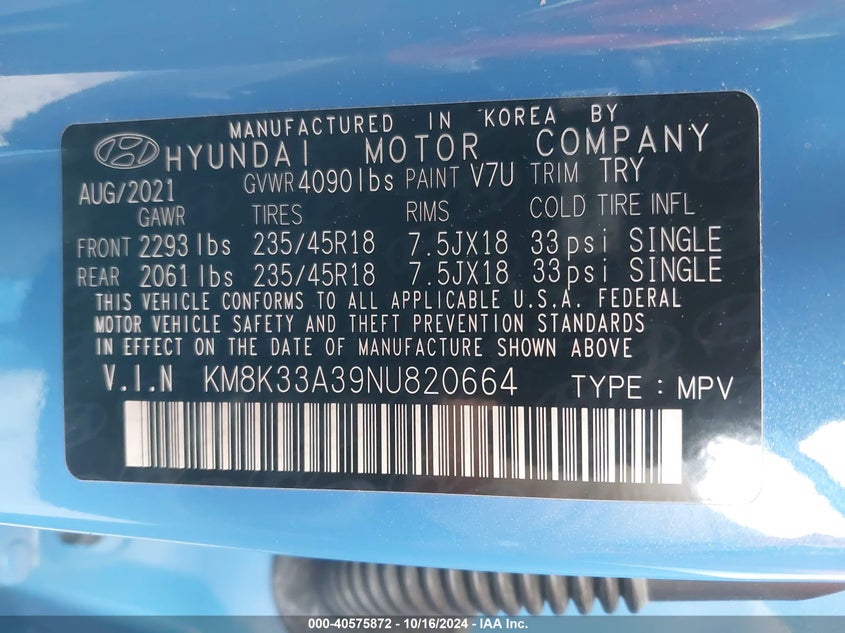 MANUFACTURED IN KOREA BY
HYUNDAI MOTOR COMPANY
AUG/2021 GVWR 4090lbs PAINT V7U TRIM TRY
GAWR TIRES RIMS COLD TIRE INFL
FRONT 2293 lbs 235/45R18 7.5JX18 33psi SINGLE
REAR 2061 lbs 235/45R18 7.5JX18 33psi SINGLE
THIS VEHICLE CONFORMS TO ALL APPLICABLE U.S.A. FEDERAL
MOTOR VEHICLE SAFETY AND THEFT PREVENTION STANDARDS
IN EFFECT ON THE DATE OF MANUFACTURE SHOWN ABOVE.
V.I.N KM8K33A39NU820664 TYPE : MPV
000-40575872 / 10/16/2024 - IAA Inc.